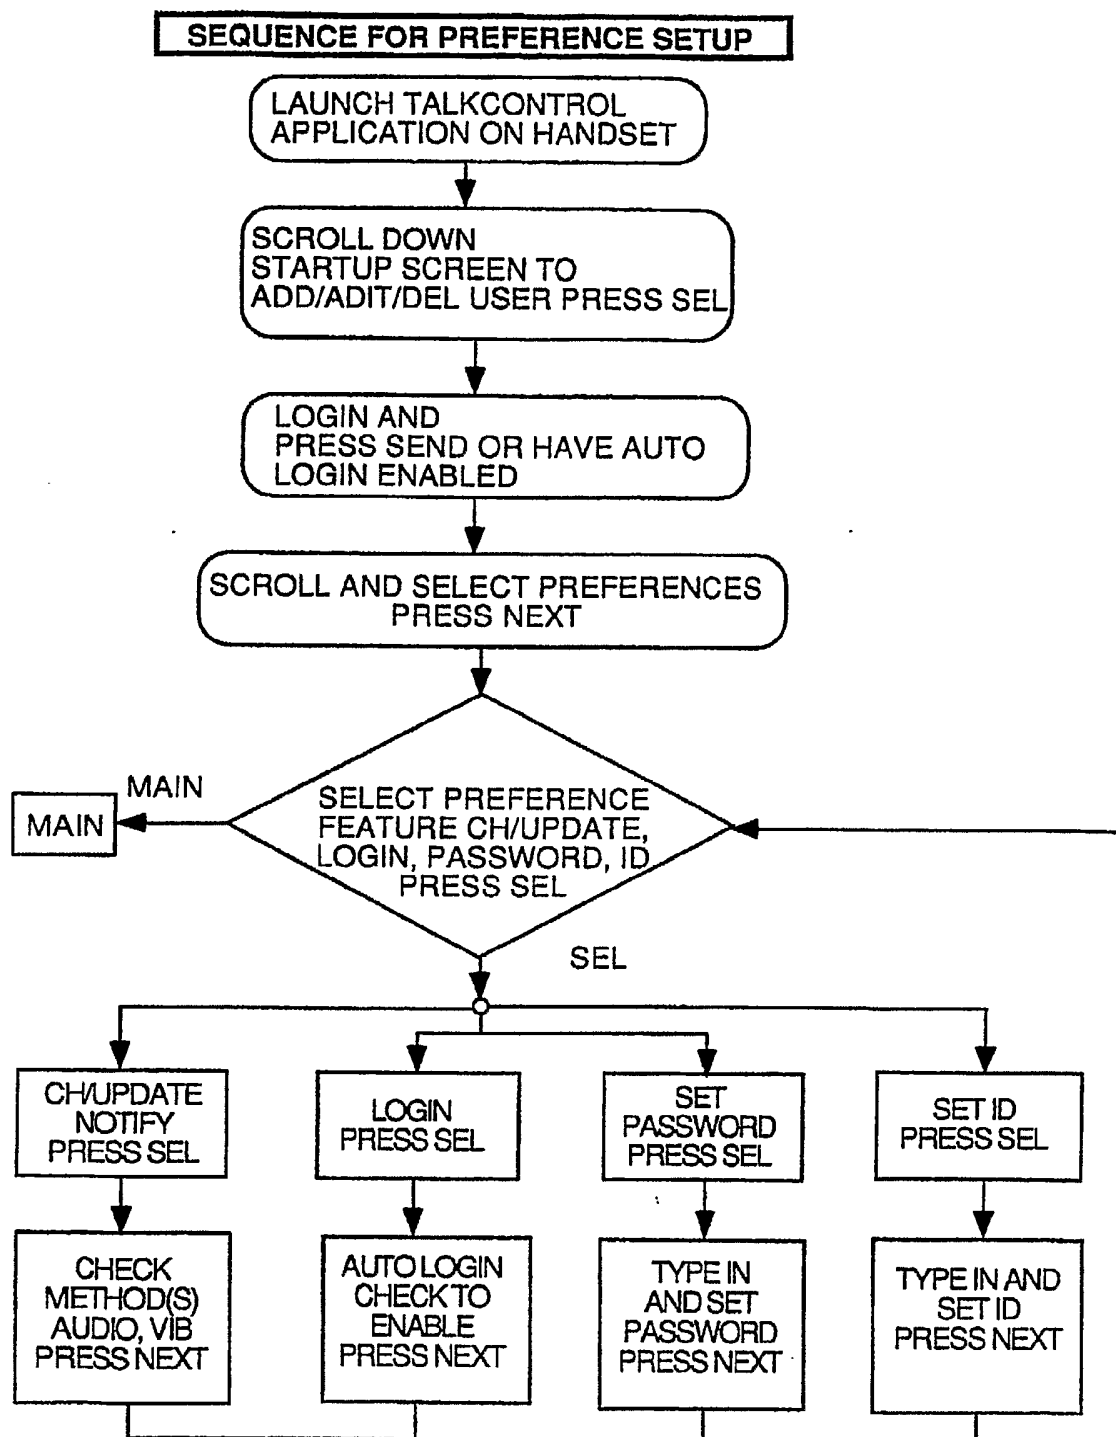 SEQUENCE FOR PREFERENCE SETUP
LAUNCH TALKCONTROL
APPLICATION ON HANDSET
SCROLL DOWN
STARTUP SCREEN TO
ADD/ADIT/DEL USER PRESS SEL
LOGIN AND
PRESS SEND OR HAVE AUTO
LOGIN ENABLED
SCROLL AND SELECT PREFERENCES
PRESS NEXT
MAIN
MAIN
SELECT PREFERENCE
FEATURE CH/UPDATE,
LOGIN, PASSWORD, ID
PRESS SEL
SEL
CH/UPDATE
NOTIFY
PRESS SEL
LOGIN
PRESS SEL
SET
PASSWORD
PRESS SEL
SET ID
PRESS SEL
CHECK
METHOD(S)
AUDIO, VIB
PRESS NEXT
AUTO LOGIN
CHECK TO
ENABLE
PRESS NEXT
TYPE IN
AND SET
PASSWORD
PRESS NEXT
TYPE IN AND
SET ID
PRESS NEXT